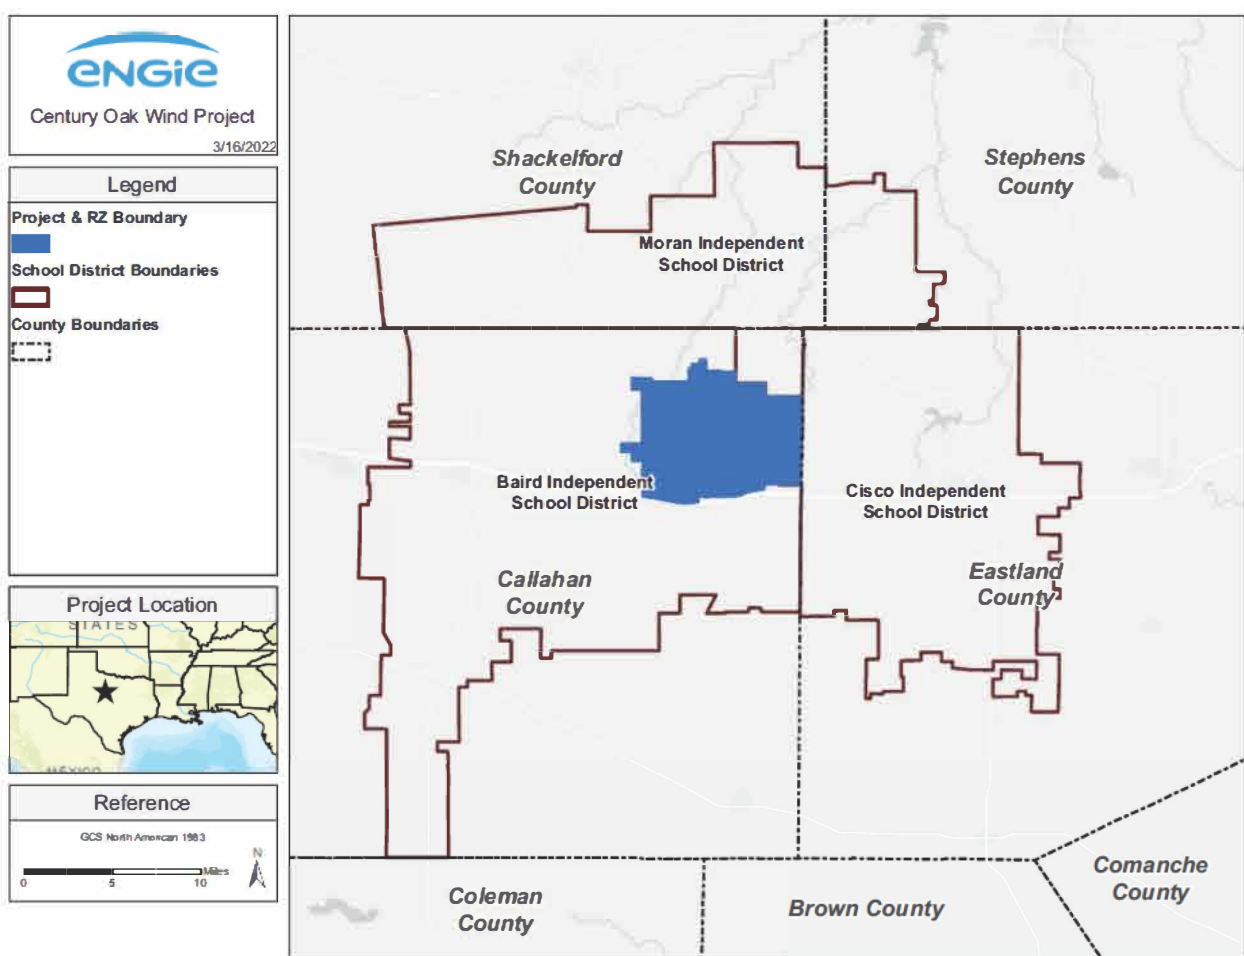 ENGIE
Century Oak Wind Project
3/16/2022
Legend
Project & RZ Boundary
School District Boundaries
County Boundaries
Project Location
STATES
MÉXICO
Reference
GCS North American 1983
Miles
0 5 10
N
Shackelford
County
Stephens
County
Moran Independent
School District
Baird Independent
School District
Cisco Independent
School District
Callahan
County
Eastland
County
Coleman
County
Brown County
Comanche
County